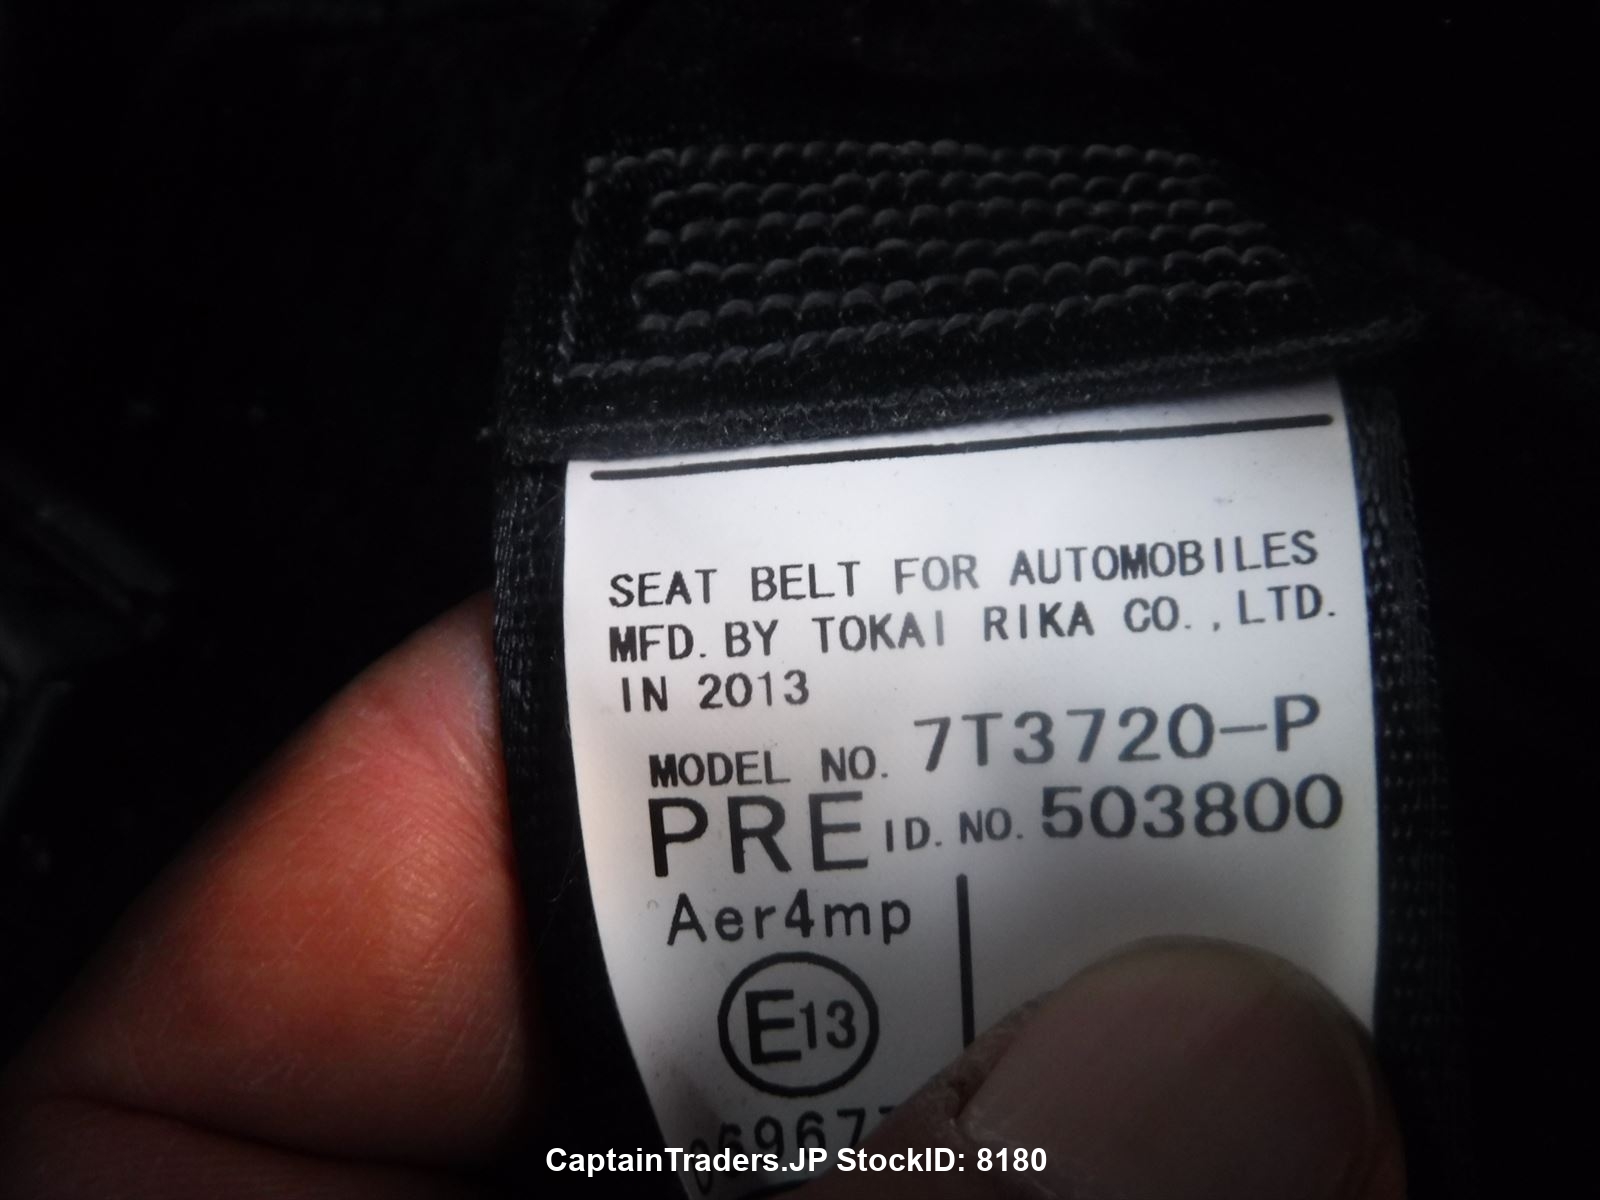 SEAT BELT FOR AUTOMOBILES
MFD. BY TOKAI RIKA CO., LTD.
IN 2013
MODEL NO. 7T3720-P
PRE ID. NO. 503800
Aer4mp
E13
CaptainTraders.JP StockID: 8180